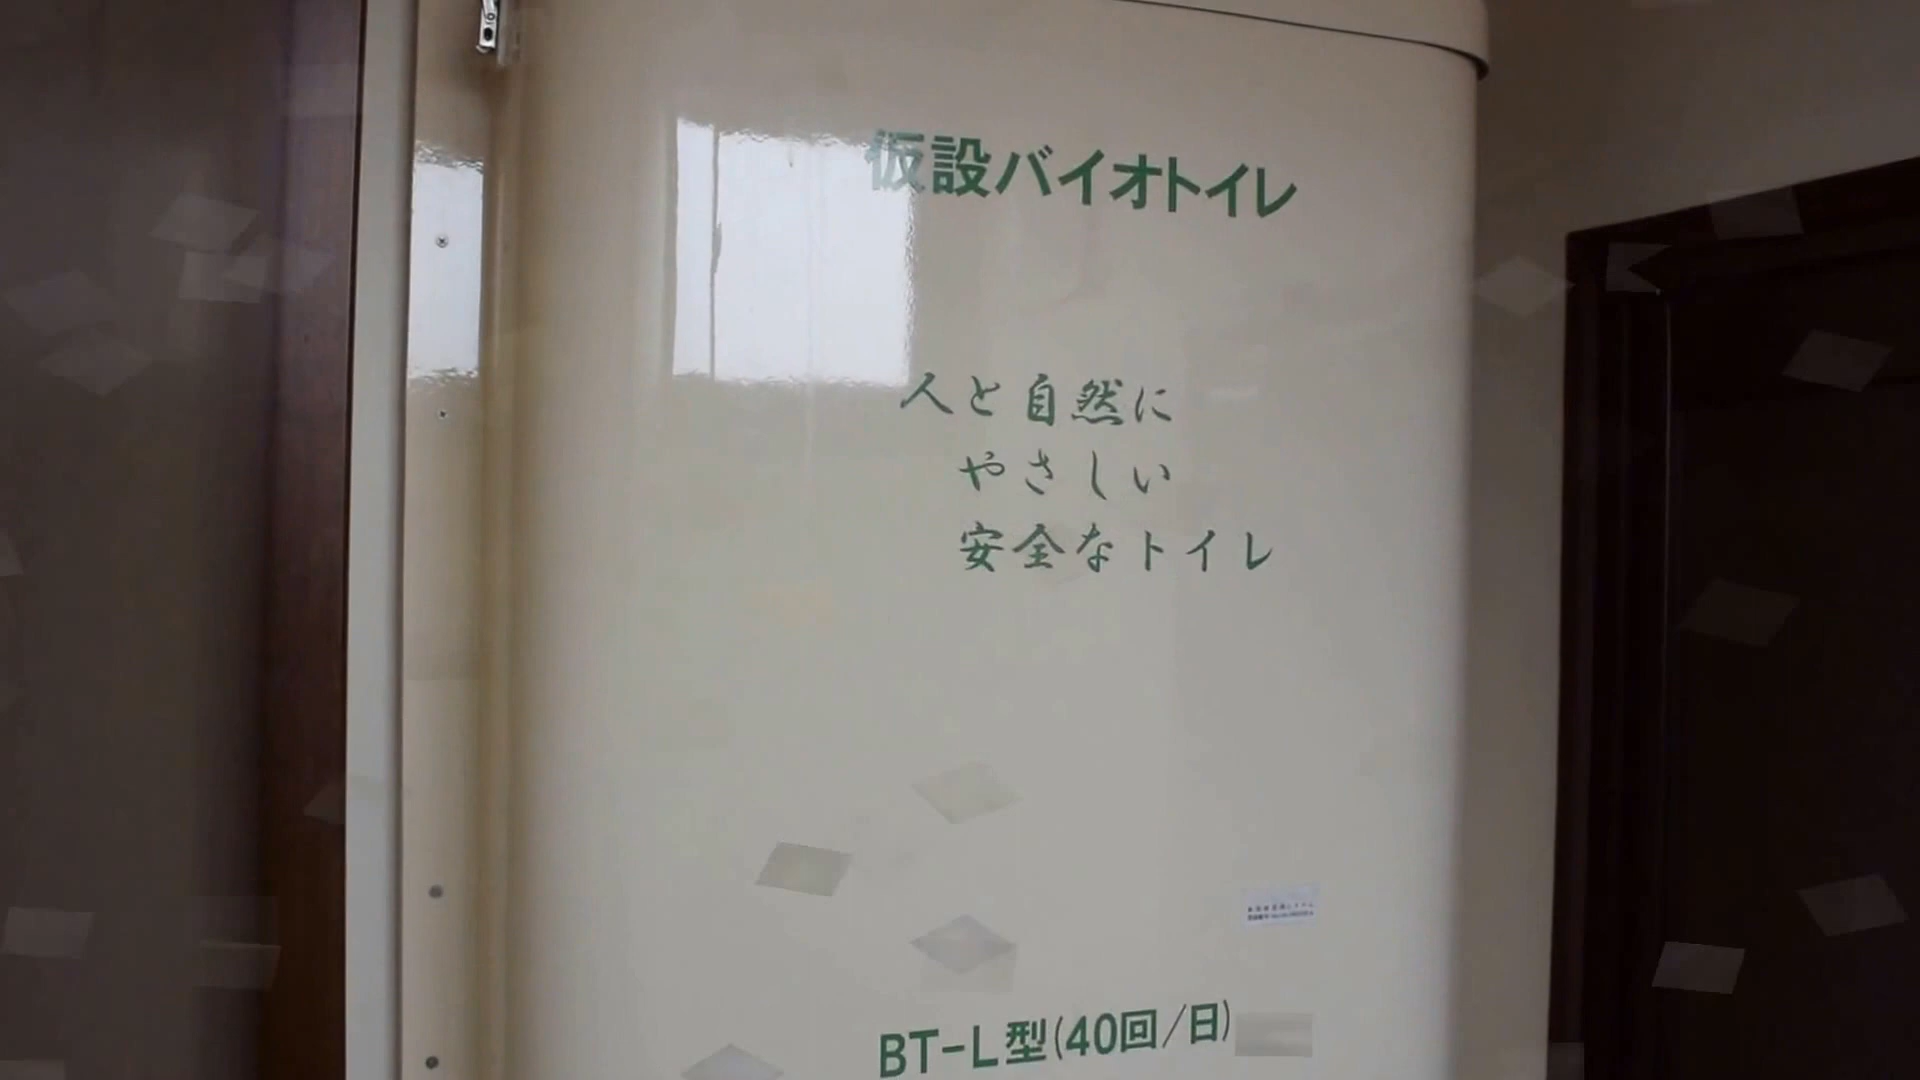 仮設バイオトイレ
人と自然に
やさしい
安全なトイレ
BT-L型(40回/日)